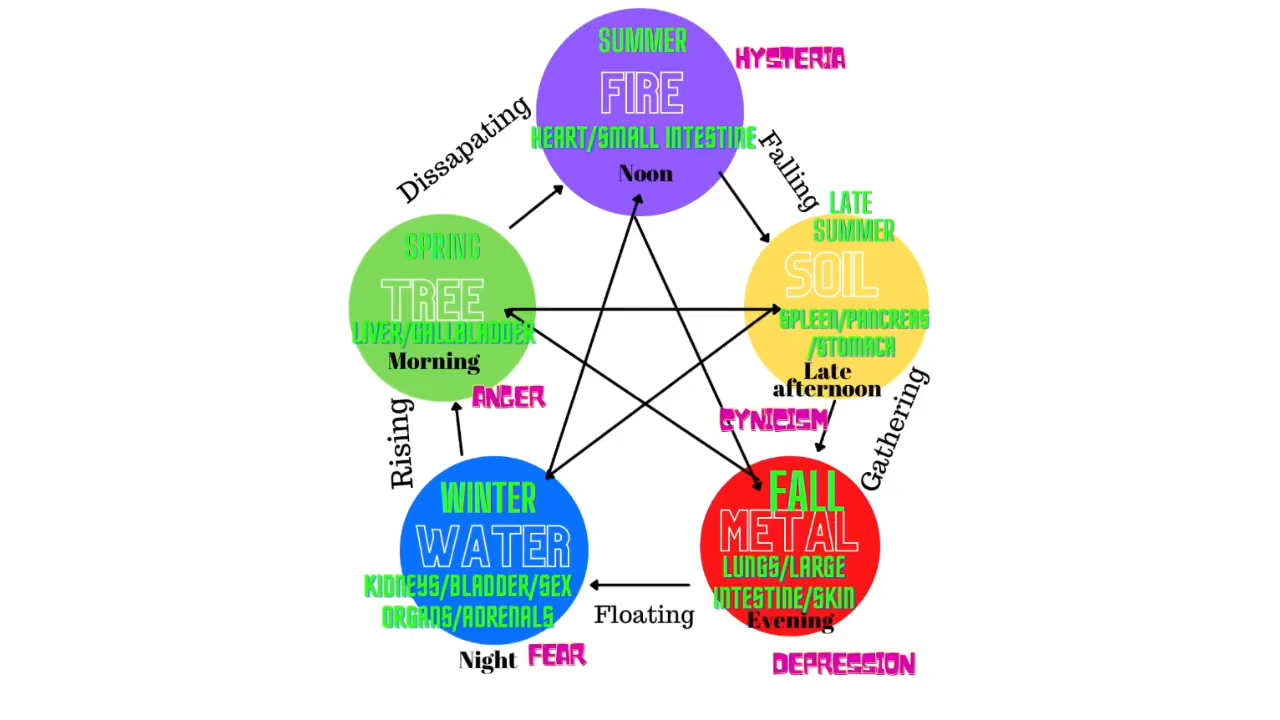 SUMMER
FIRE
HEART/SMALL INTESTINE
Noon
HYSTERIA
Dissapating
Falling
LATE
SUMMER
SOIL
SPLEEN/PANCREAS
/STOMACH
Late
afternoon
SPRING
TREE
LIVER/GALLBLADDER
Morning
ANGER
CYNICISM
Gathering
Rising
FALL
METAL
LUNGS/LARGE
INTESTINE/SKIN
Evening
DEPRESSION
WINTER
WATER
KIDNEYS/BLADDER/SEX
ORGANS/ADRENALS
Night
FEAR
Floating